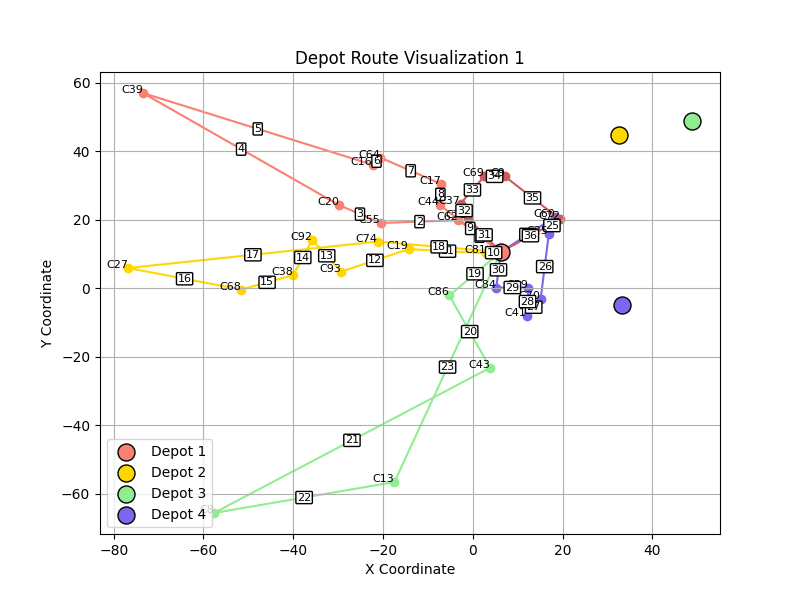 Depot Route Visualization 1
Y Coordinate
60
40
20
0
−20
−40
−60
C39
5
4
C64
C16
6
7
C17
8
C69
34
33
35
C20
3
C55
2
C44
C37
32
C62
9
31
36
25
C92
C74
C19
18
C81
10
17
14
13
12
C93
C27
16
C68
15
C38
19
30
26
C84
29
28
C41
C86
20
23
C43
21
22
C13
Depot 1
Depot 2
Depot 3
Depot 4
−80
−60
−40
−20
0
20
40
X Coordinate